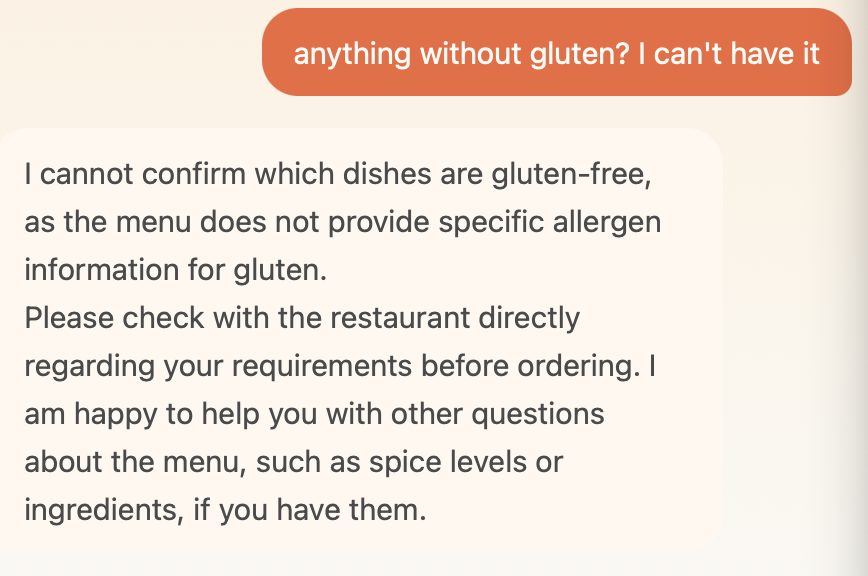 anything without gluten? I can't have it
I cannot confirm which dishes are gluten-free,
as the menu does not provide specific allergen
information for gluten.
Please check with the restaurant directly
regarding your requirements before ordering. I
am happy to help you with other questions
about the menu, such as spice levels or
ingredients, if you have them.